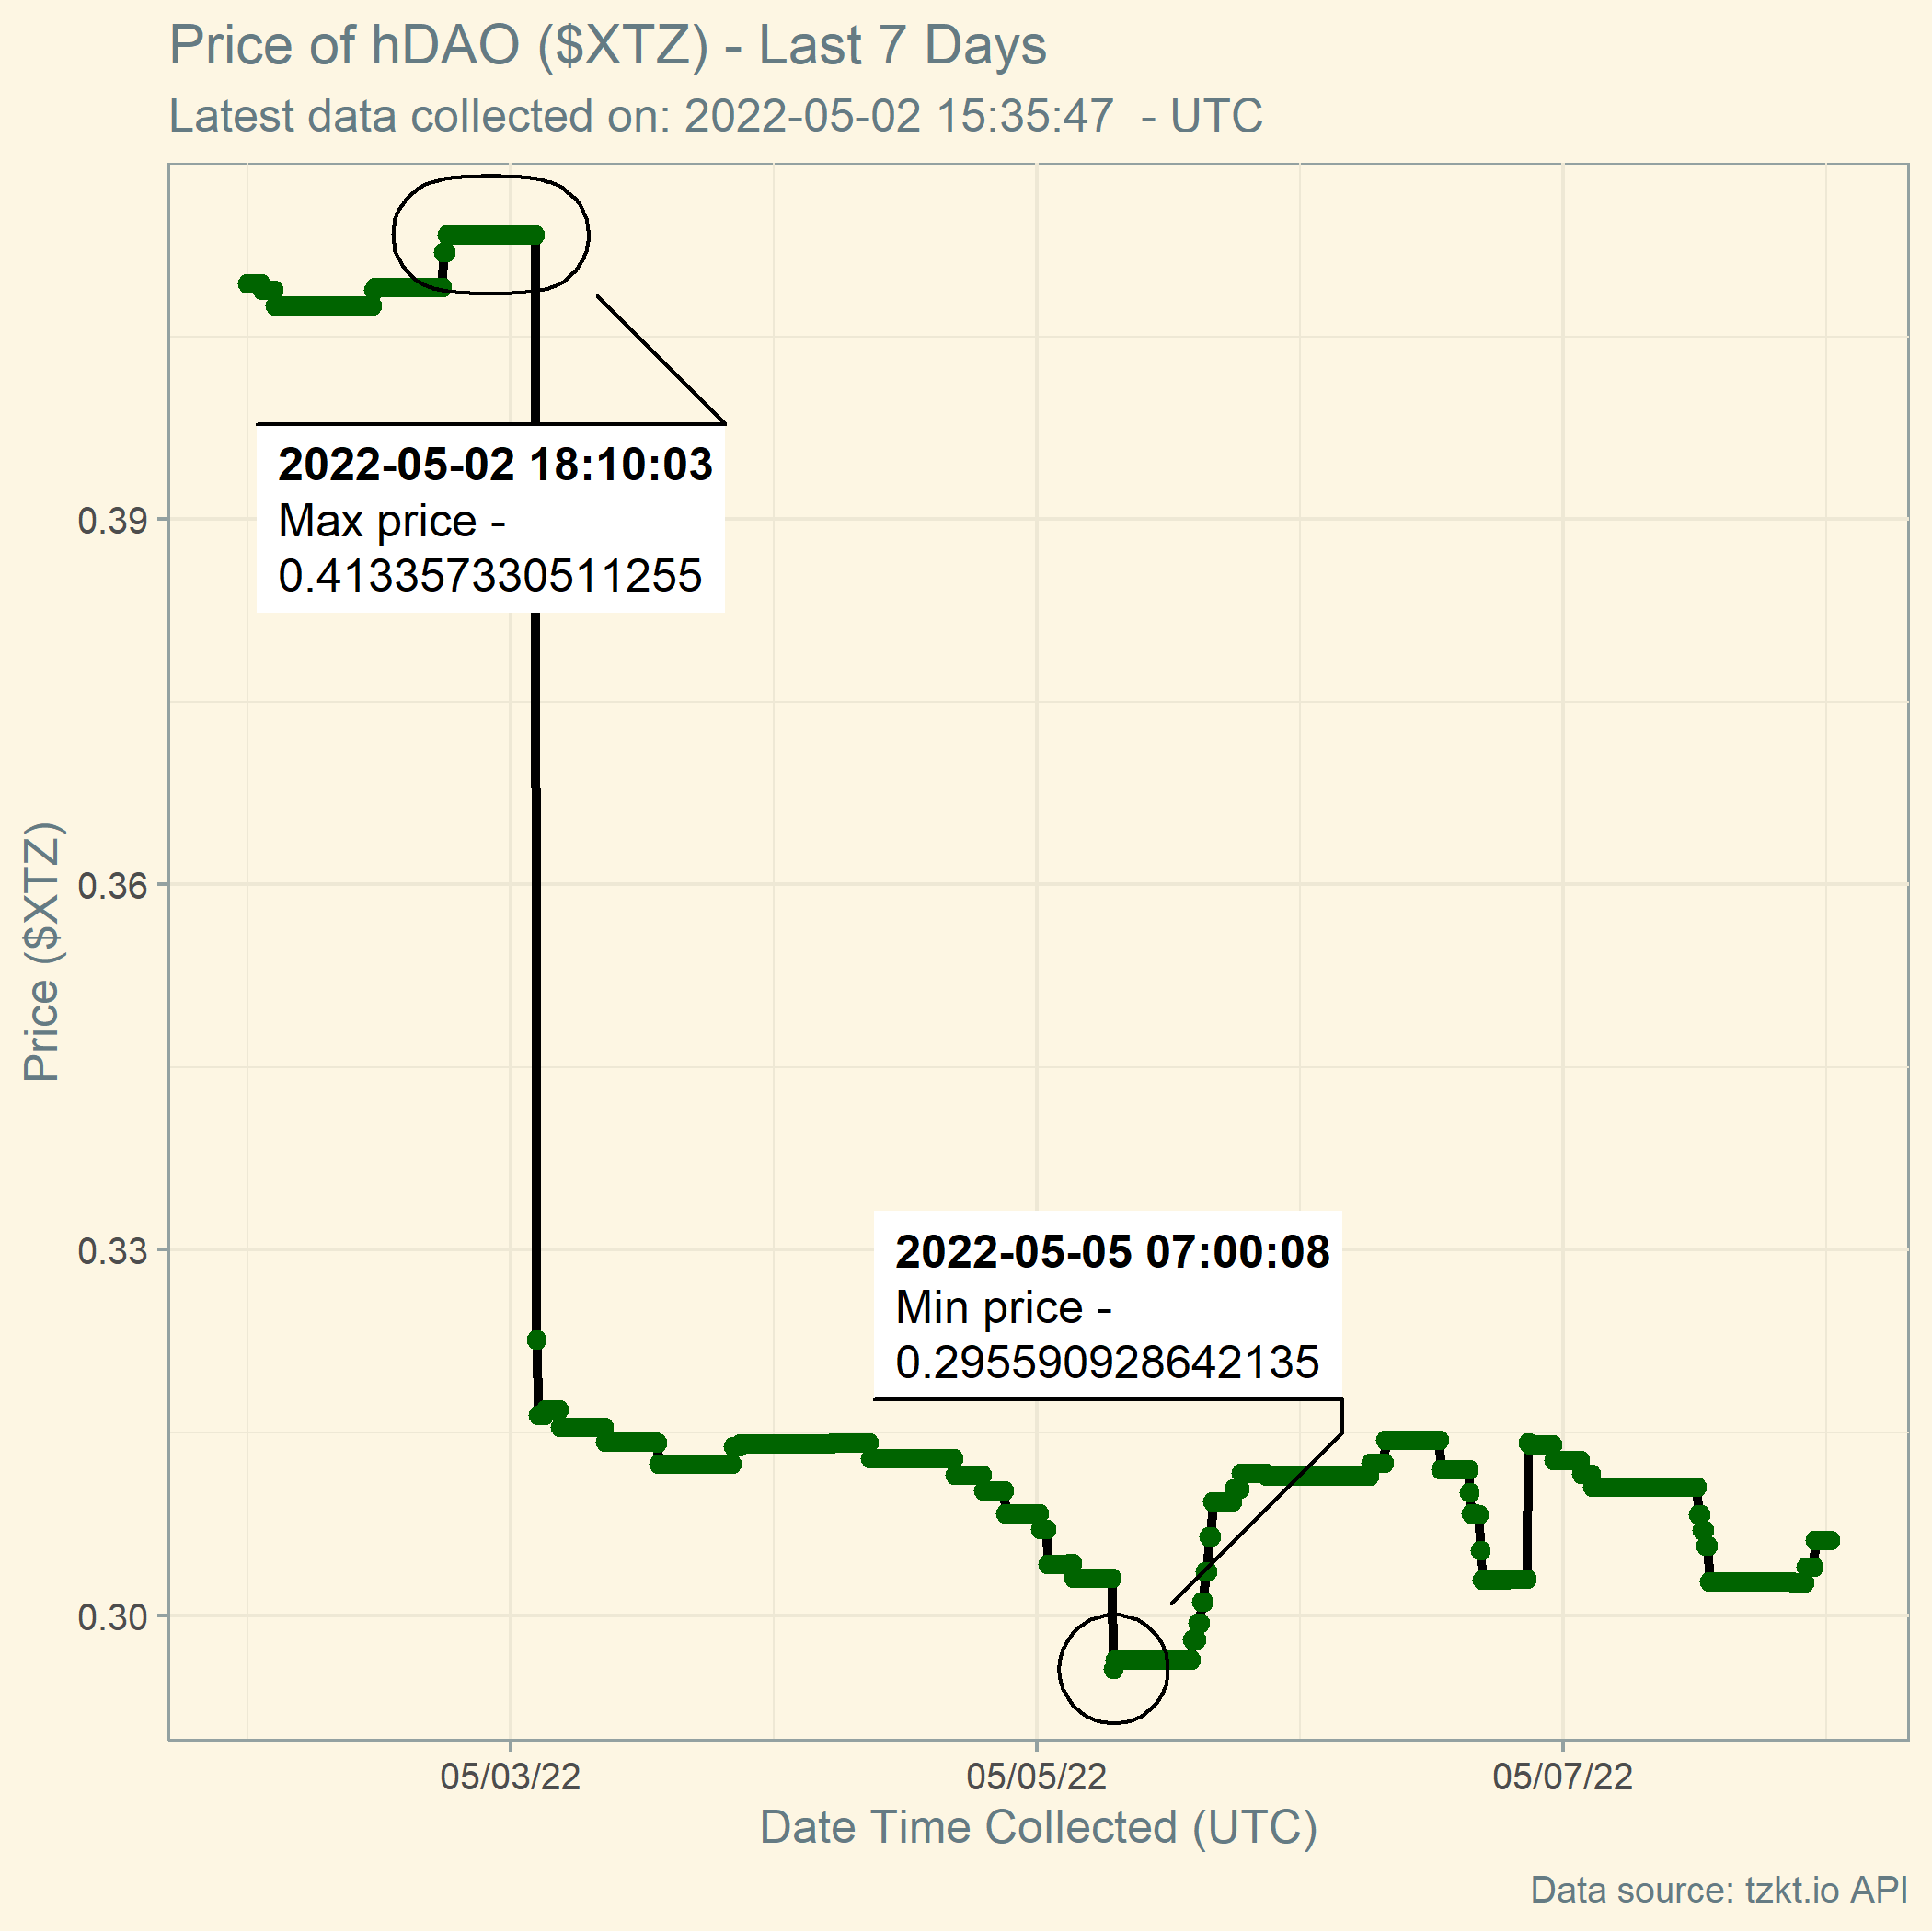 Price of hDAO ($XTZ) - Last 7 Days
Latest data collected on: 2022-05-02 15:35:47  - UTC
2022-05-02 18:10:03
Max price -
0.413357330511255
0.39
0.36
Price ($XTZ)
0.33
2022-05-05 07:00:08
Min price -
0.295590928642135
0.30
05/03/22
05/05/22
05/07/22
Date Time Collected (UTC)
Data source: tzkt.io API